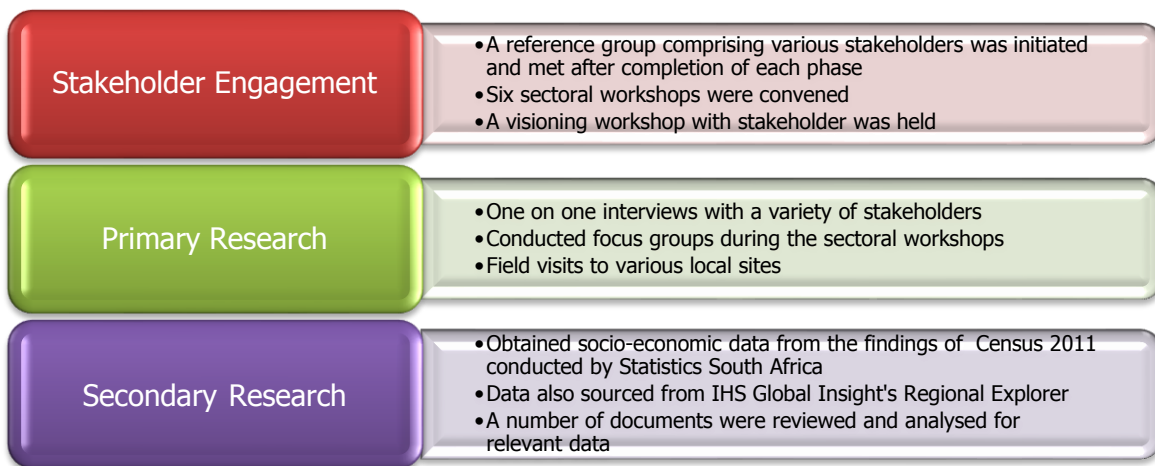 Stakeholder Engagement
•A reference group comprising various stakeholders was initiated
and met after completion of each phase
•Six sectoral workshops were convened
•A visioning workshop with stakeholder was held
Primary Research
•One on one interviews with a variety of stakeholders
•Conducted focus groups during the sectoral workshops
•Field visits to various local sites
Secondary Research
•Obtained socio-economic data from the findings of Census 2011
conducted by Statistics South Africa
•Data also sourced from IHS Global Insight's Regional Explorer
•A number of documents were reviewed and analysed for
relevant data